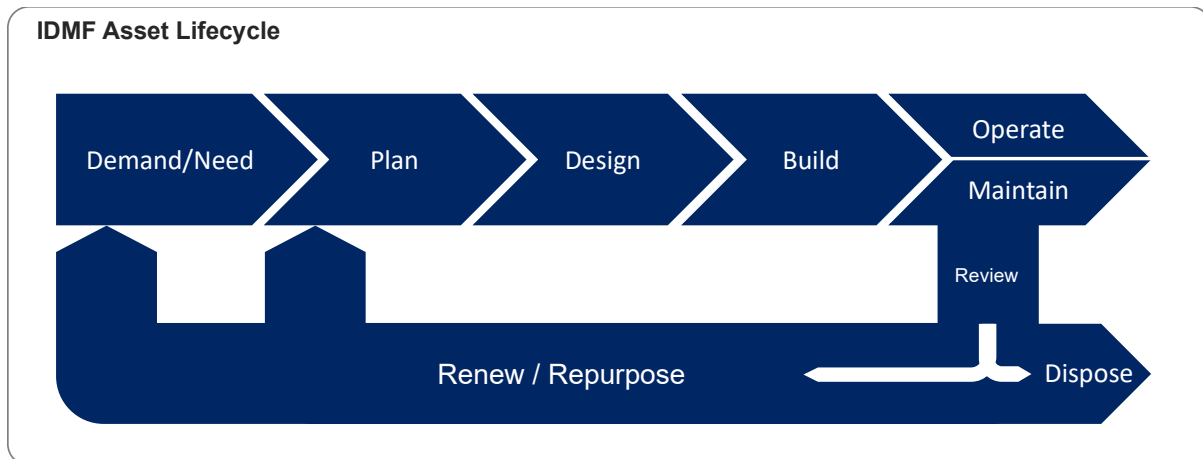 IDMF Asset Lifecycle
Demand/Need
Plan
Design
Build
Operate
Maintain
Review
Renew / Repurpose
Dispose